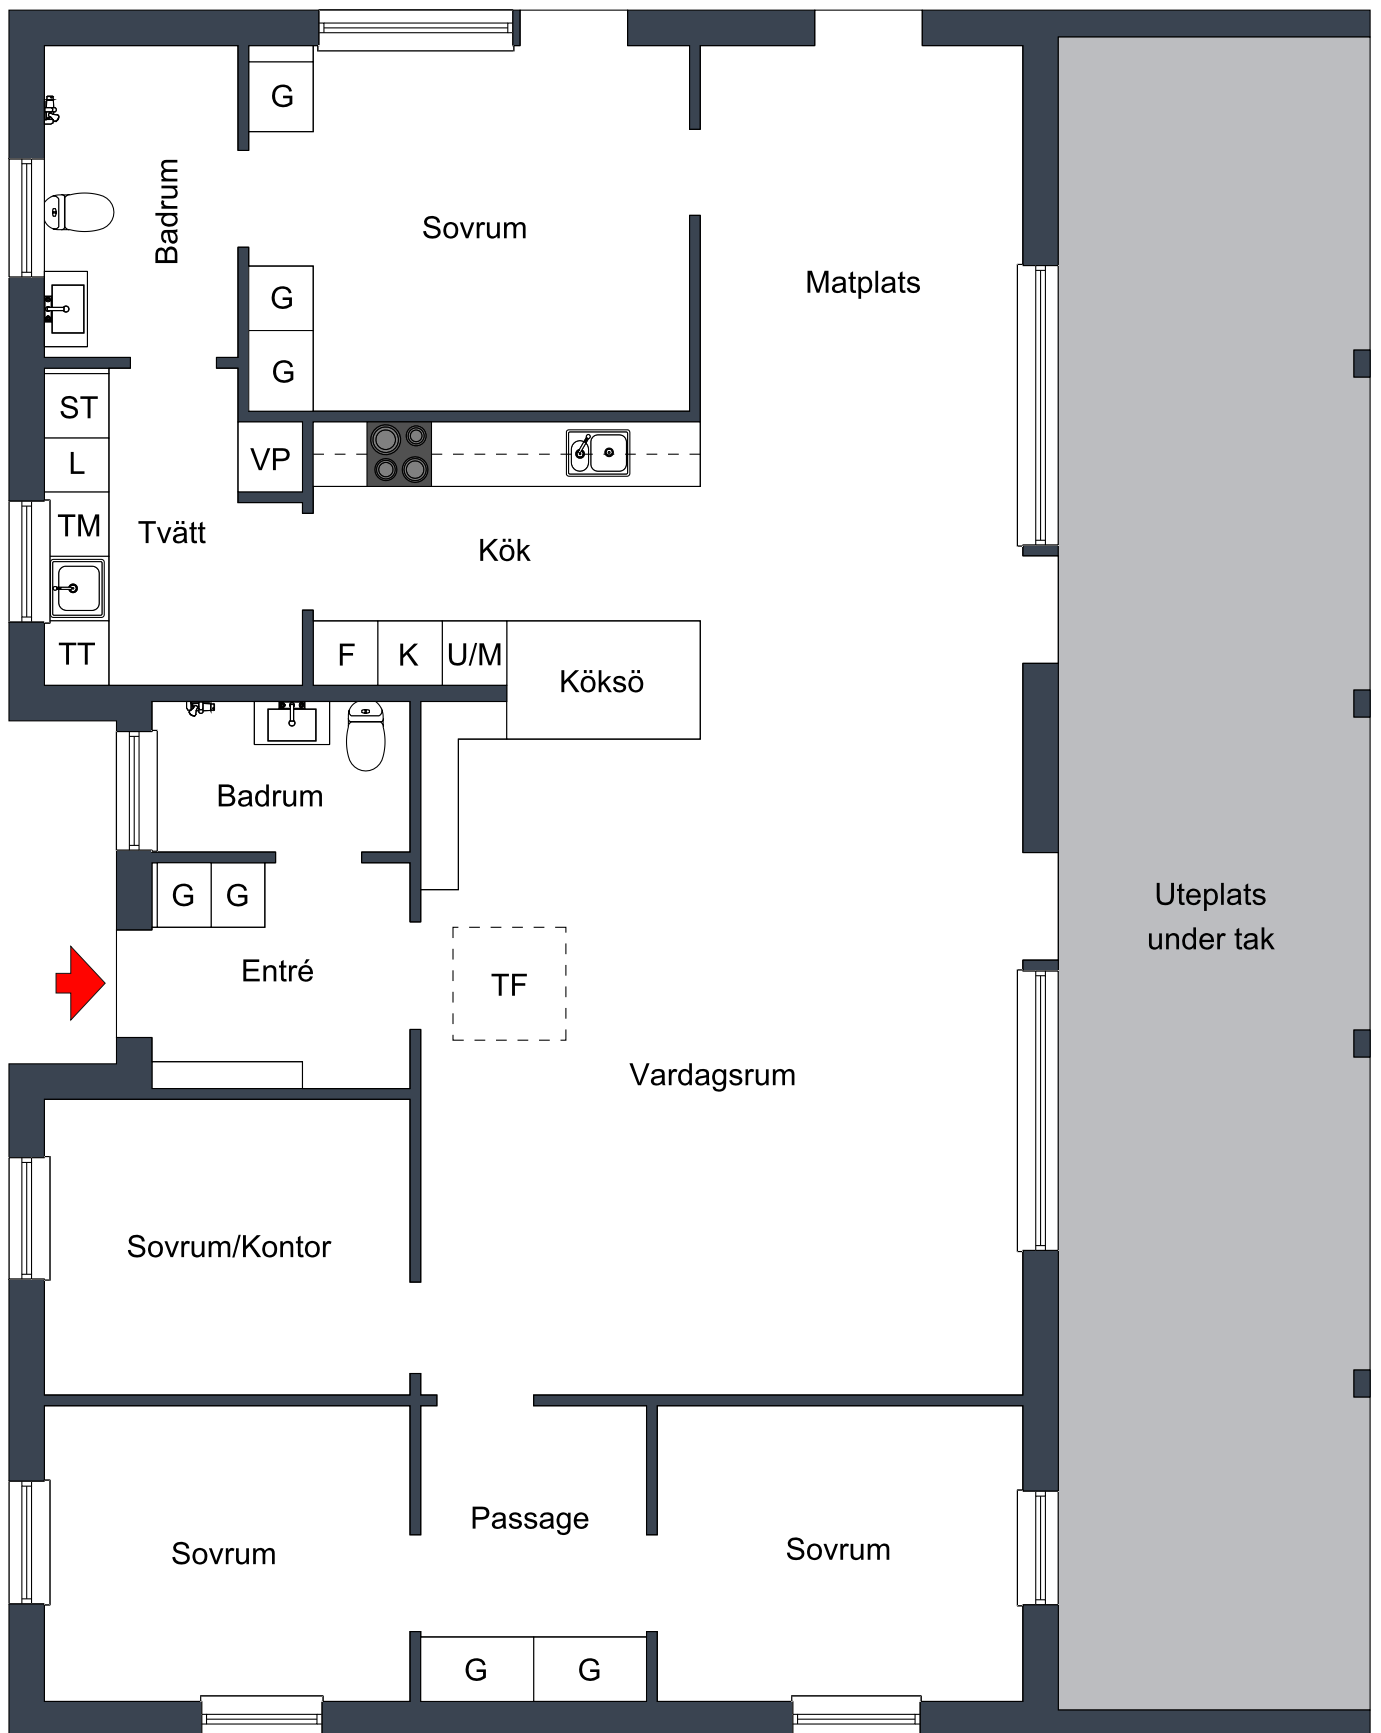 G
Badrum
Sovrum
Matplats
G
G
ST
L
VP
TM
Tvätt
Kök
TT
F
K
U/M
Köksö
Badrum
G
G
Uteplats
under tak
Entré
TF
Vardagsrum
Sovrum/Kontor
Passage
Sovrum
Sovrum
G
G